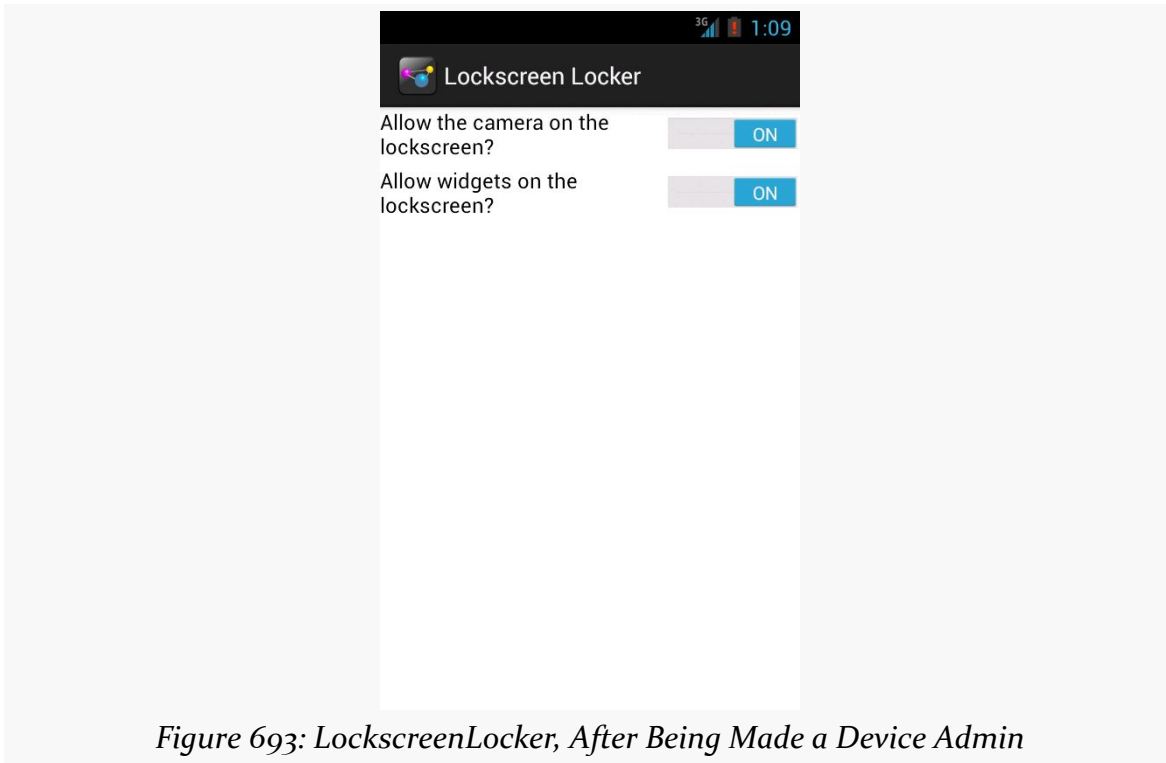 3G 1:09
Lockscreen Locker
Allow the camera on the
lockscreen?
ON
Allow widgets on the
lockscreen?
ON
Figure 693: LockscreenLocker, After Being Made a Device Admin